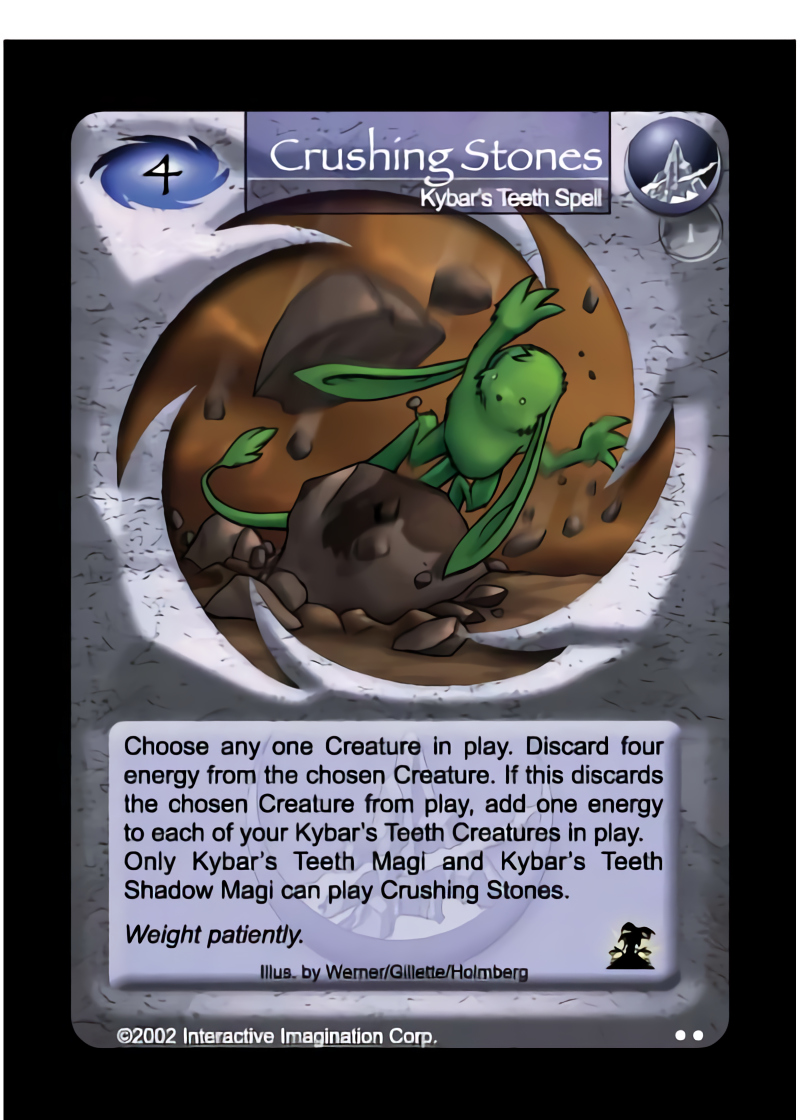 4
Crushing Stones
Kybar's Teeth Spell
Choose any one Creature in play. Discard four
energy from the chosen Creature. If this discards
the chosen Creature from play, add one energy
to each of your Kybar's Teeth Creatures in play.
Only Kybar's Teeth Magi and Kybar's Teeth
Shadow Magi can play Crushing Stones.
Weight patiently.
Illus. by Werner/Gillette/Holmberg
©2002 Interactive Imagination Corp.